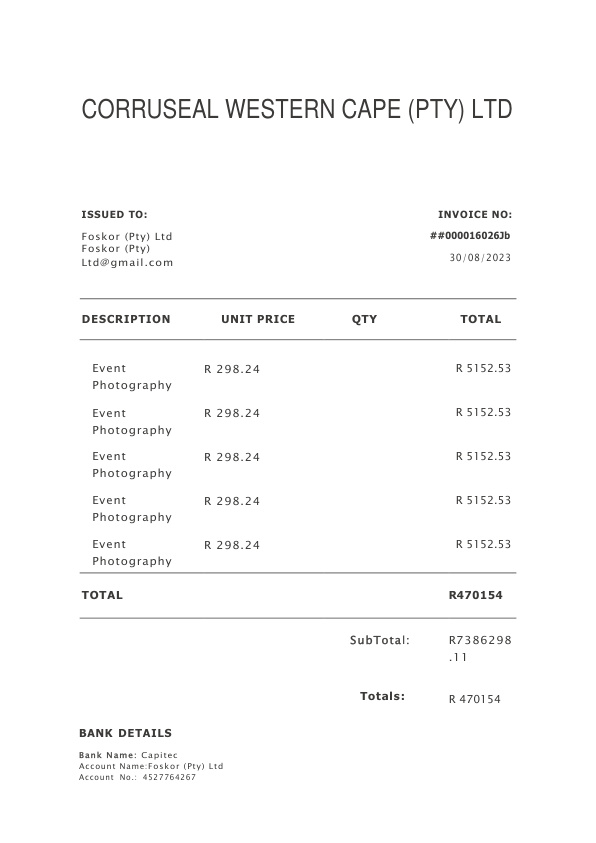 CORRUSEAL WESTERN CAPE (PTY) LTD
ISSUED TO: INVOICE NO:
Foskor (Pty) Ltd ##000016026Jb
Foskor (Pty)
Ltd@gmail.com 30/08/2023
DESCRIPTION UNIT PRICE QTY TOTAL
Event R 298.24 R 5152.53
Photography
Event R 298.24 R 5152.53
Photography
Event R 298.24 R 5152.53
Photography
Event R 298.24 R 5152.53
Photography
Event R 298.24 R 5152.53
Photography
TOTAL R470154
SubTotal: R7386298
.11
Totals: R 470154
BANK DETAILS
Bank Name: Capitec
Account Name:Foskor (Pty) Ltd
Account No.: 4527764267